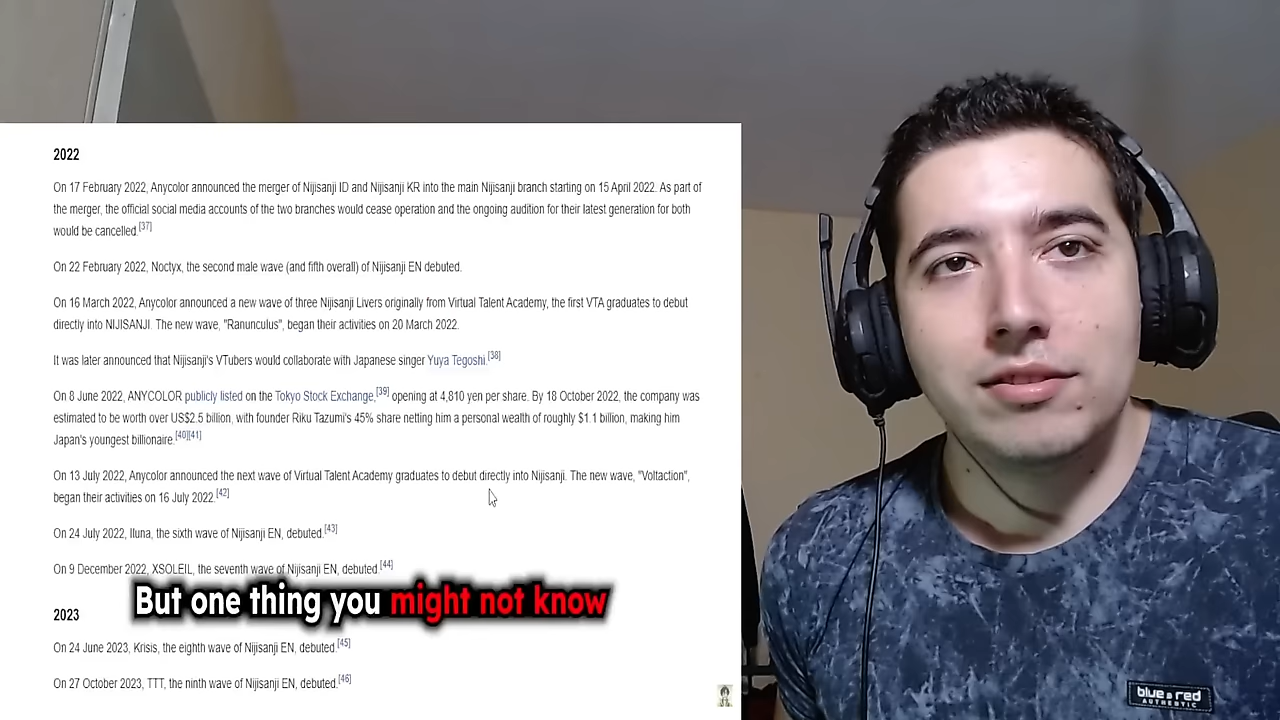 2022
On 17 February 2022, Anycolor announced the merger of Nijisanji ID and Nijisanji KR into the main Nijisanji branch starting on 15 April 2022. As part of
the merger, the official social media accounts of the two branches would cease operation and the ongoing audition for their latest generation for both
would be cancelled.[37]
On 22 February 2022, Noctyx, the second male wave (and fifth overall) of Nijisanji EN debuted.
On 16 March 2022, Anycolor announced a new wave of three Nijisanji Livers originally from Virtual Talent Academy, the first VTA graduates to debut
directly into NIJISANJI. The new wave, "Ranunculus", began their activities on 20 March 2022.
It was later announced that Nijisanji's VTubers would collaborate with Japanese singer Yuya Tegoshi.[38]
On 8 June 2022, ANYCOLOR publicly listed on the Tokyo Stock Exchange,[39] opening at 4,810 yen per share. By 18 October 2022, the company was
estimated to be worth over US$2.5 billion, with founder Riku Tazumi's 45% share netting him a personal wealth of roughly $1.1 billion, making him
Japan's youngest billionaire.[40][41]
On 13 July 2022, Anycolor announced the next wave of Virtual Talent Academy graduates to debut directly into Nijisanji. The new wave, "Voltaction",
began their activities on 16 July 2022.[42]
On 24 July 2022, Iluna, the sixth wave of Nijisanji EN, debuted.[43]
On 9 December 2022, XSOLEIL, the seventh wave of Nijisanji EN, debuted.[44]
But one thing you might not know
2023
On 24 June 2023, Krisis, the eighth wave of Nijisanji EN, debuted.[45]
On 27 October 2023, TTT, the ninth wave of Nijisanji EN, debuted.[46]
blue a red
AUTHENTIC